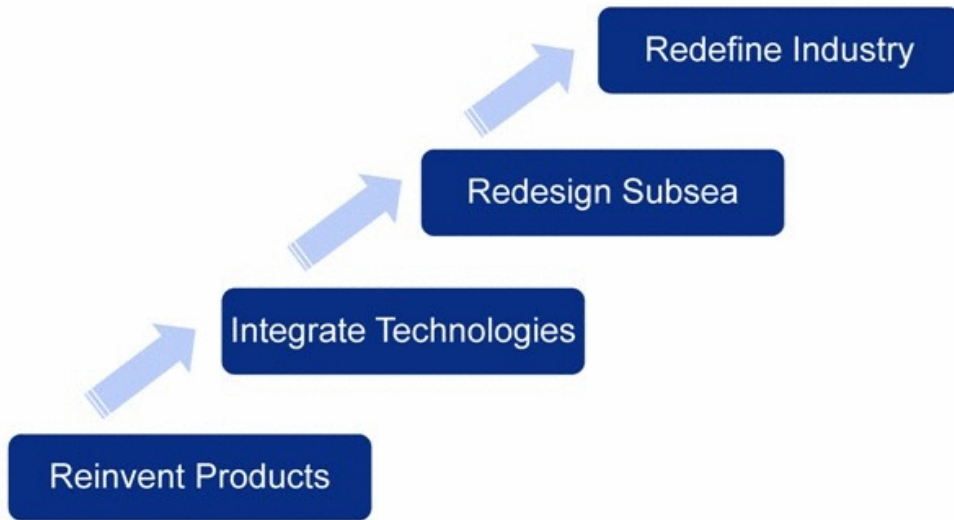 Redefine Industry
Redesign Subsea
Integrate Technologies
Reinvent Products